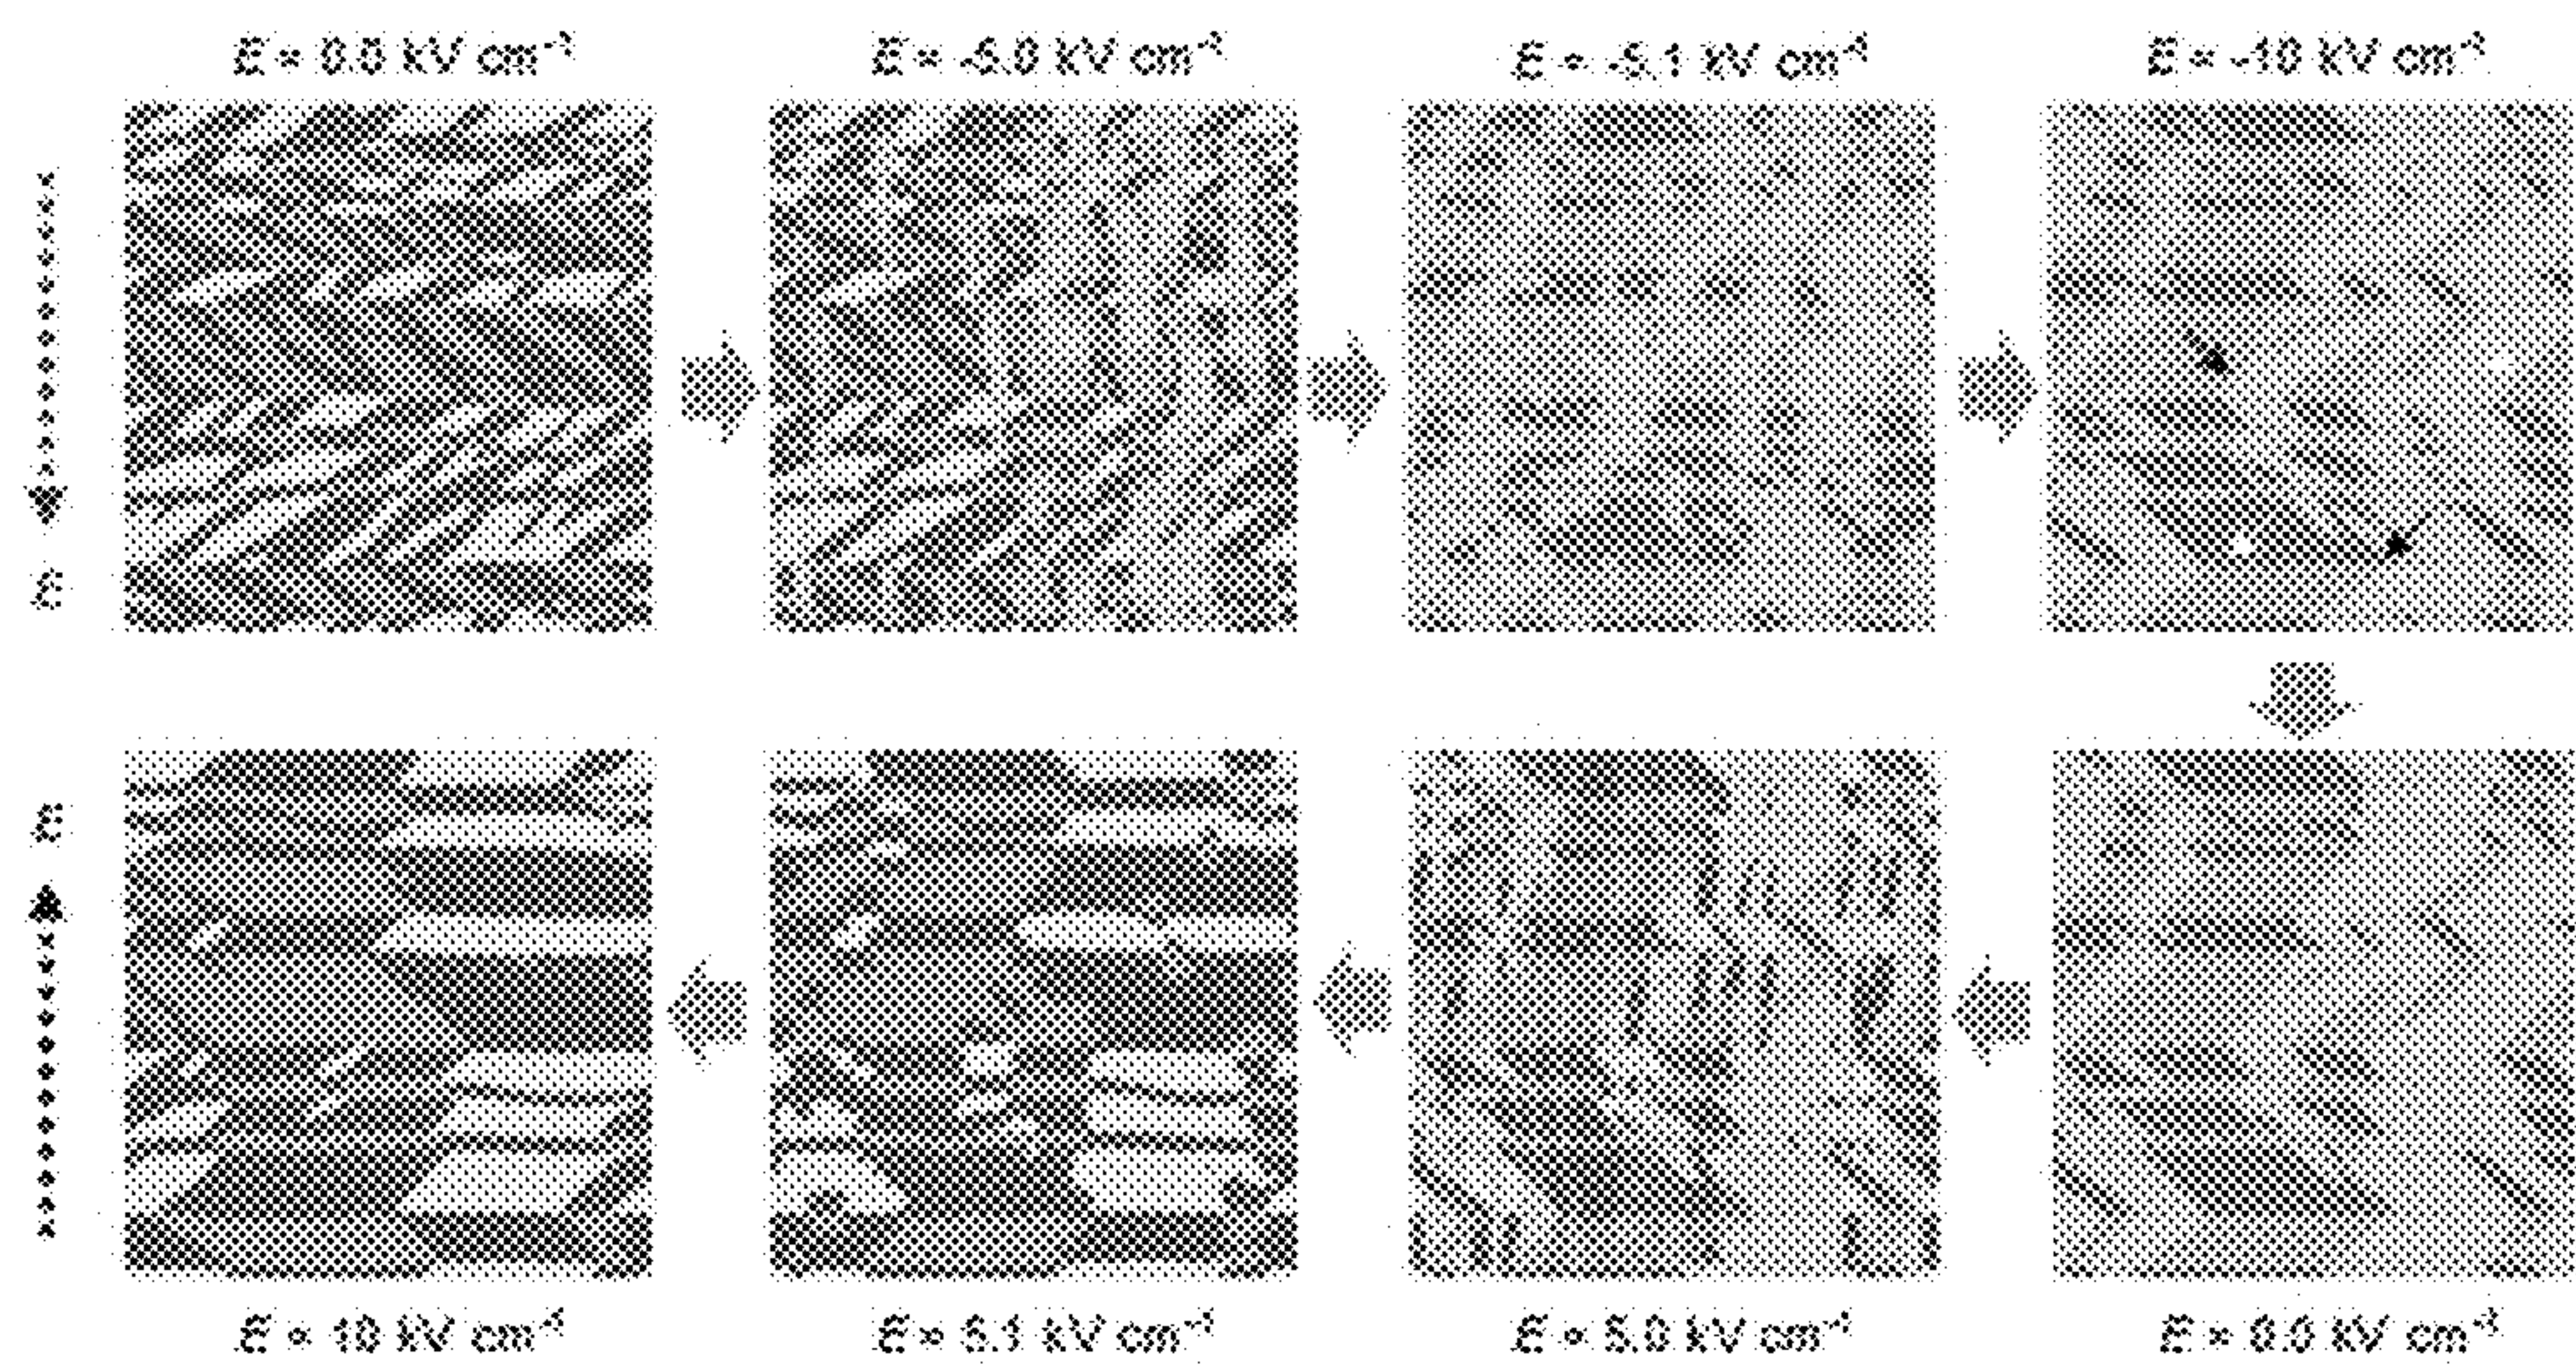 E = 0.0 kV cm⁻¹
E = -5.0 kV cm⁻¹
E = -5.1 kV cm⁻¹
E = -10 kV cm⁻¹
E
E
E = 10 kV cm⁻¹
E = 5.1 kV cm⁻¹
E = 5.0 kV cm⁻¹
E = 0.0 kV cm⁻¹